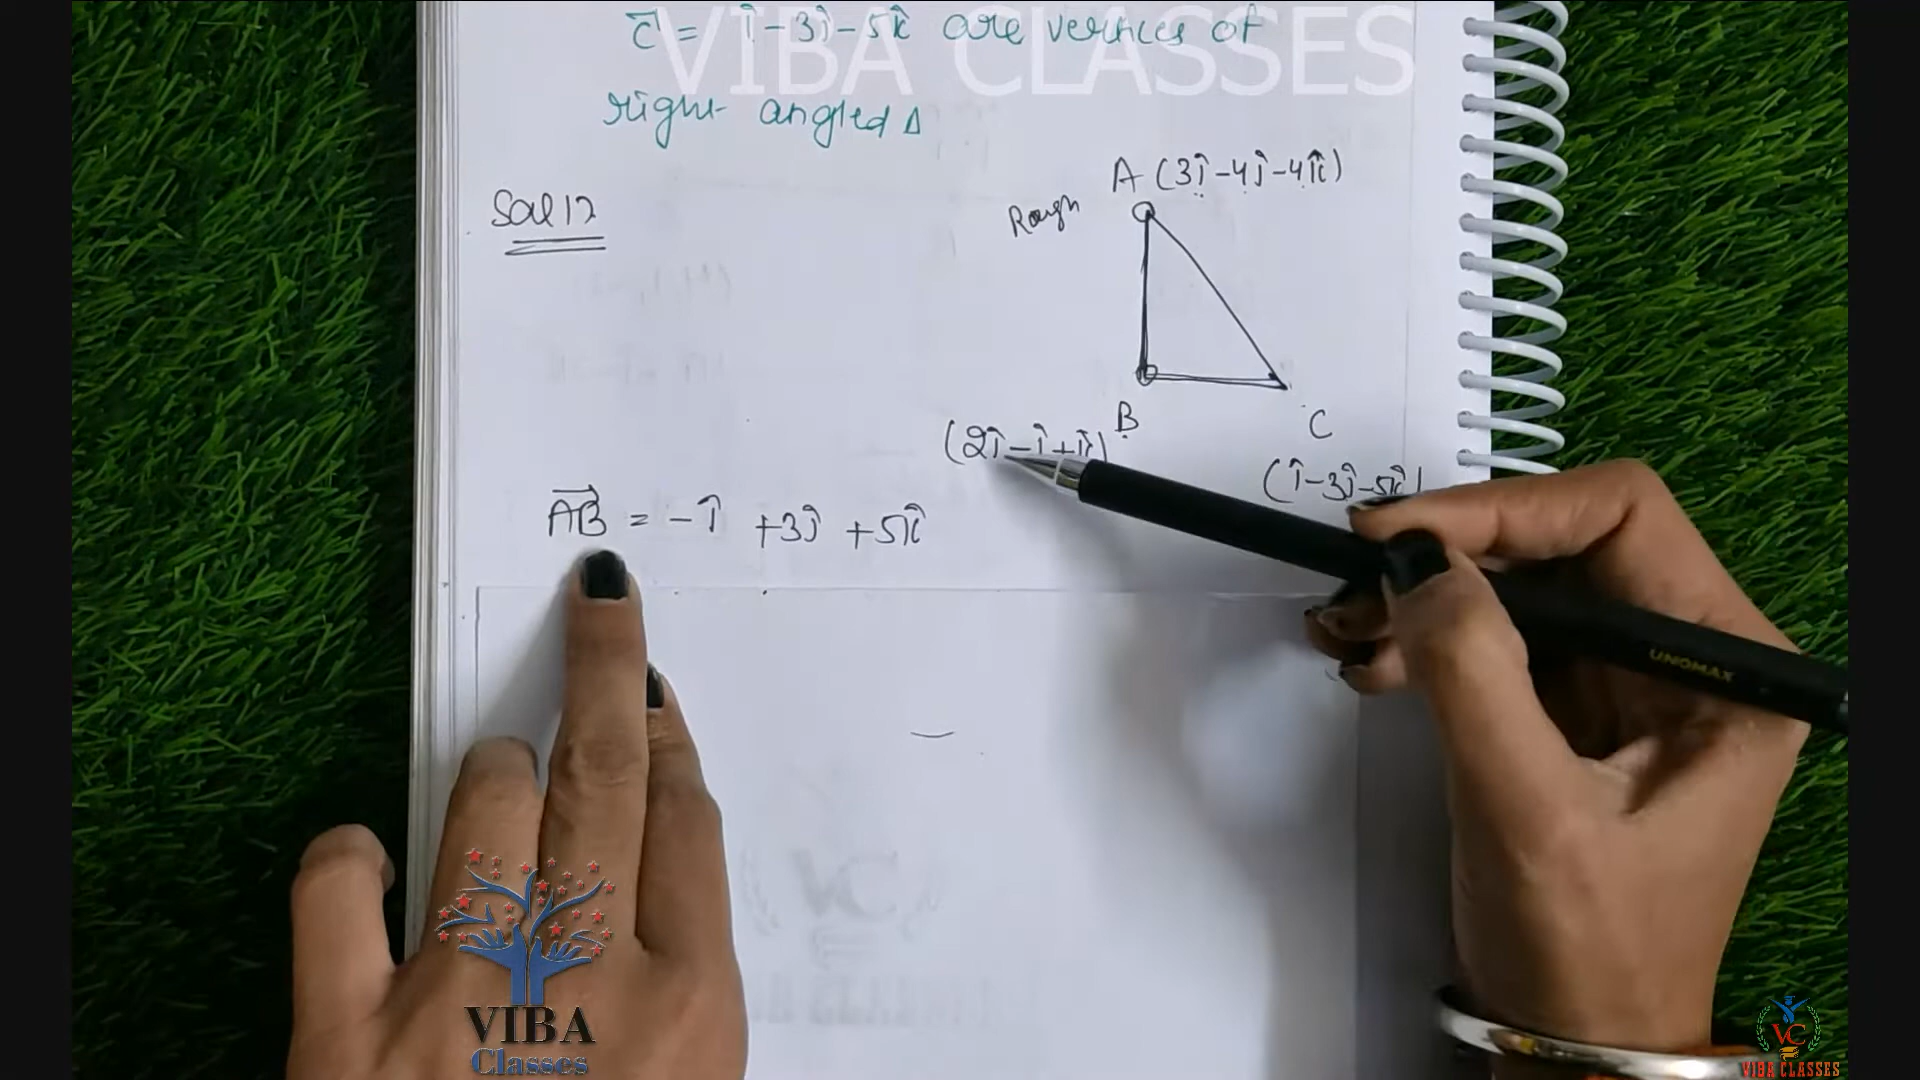 VIBA CLASSES
c⃗ = î-3ĵ-5k̂ are vertices of
right angled Δ
Sol 12
Rough
A (3î-4ĵ-4k̂)
B
(2î-ĵ+k̂)
C
(î-3ĵ-5k̂)
AB⃗ = -î +3ĵ +5k̂
UNOMAX
VIBA
Classes
VC
VIBA CLASSES